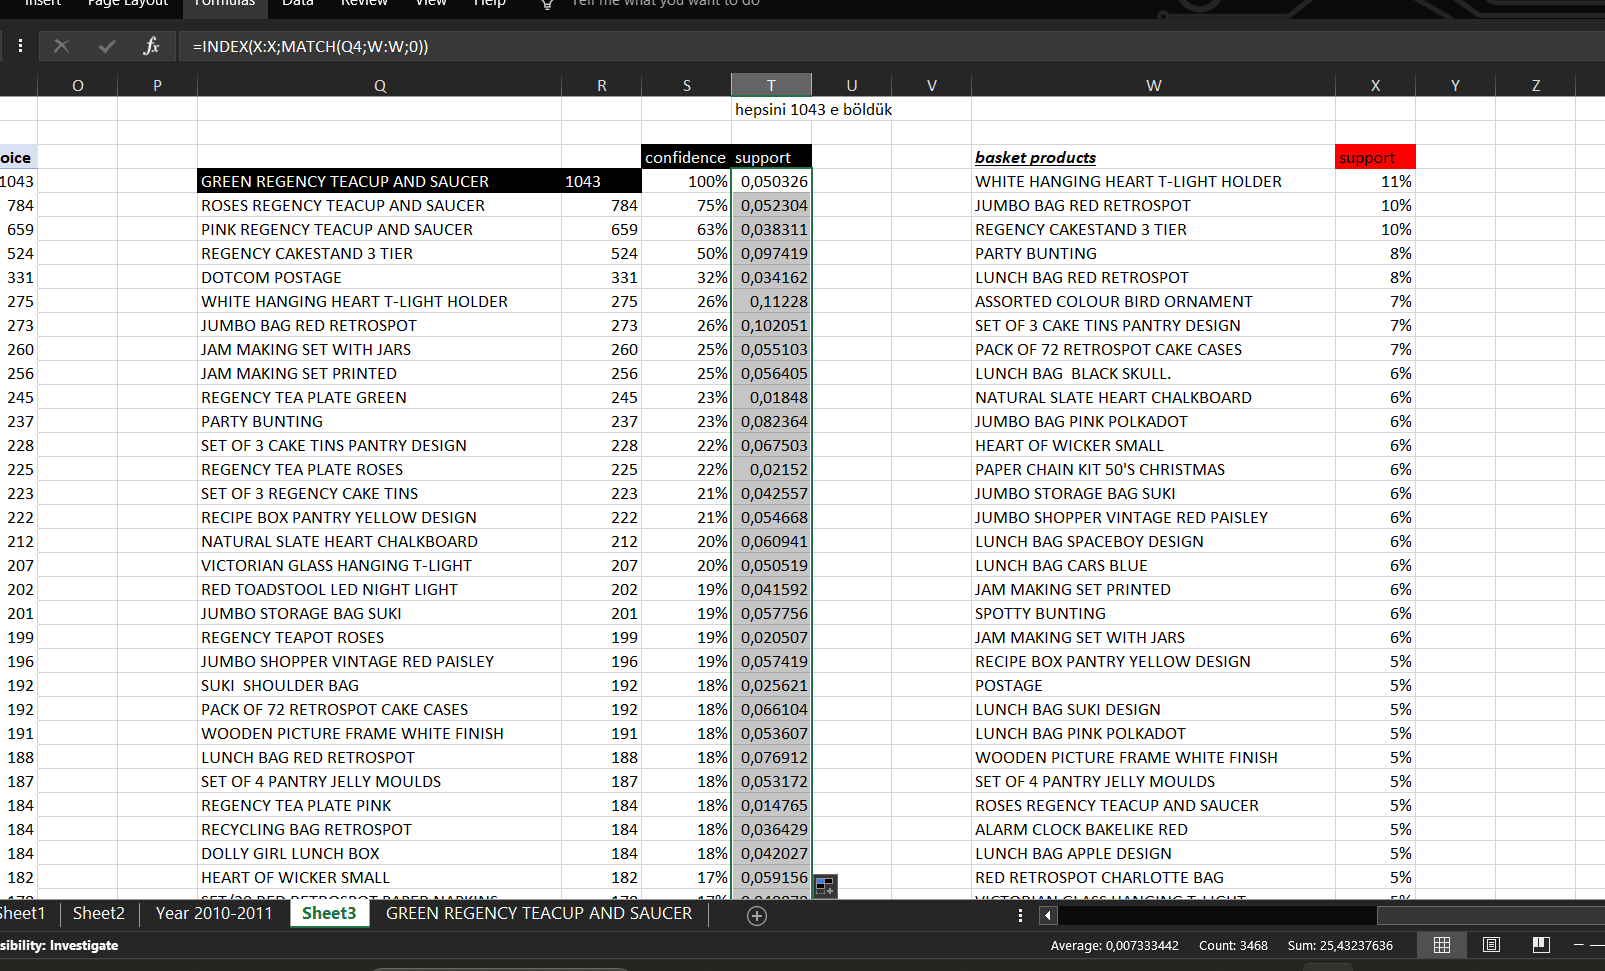 Insert Page Layout Formulas Data Review View Help Tell me what you want to do
fx =INDEX(X:X;MATCH(Q4;W:W;0))
O P Q R S T U V W X Y Z
hepsini 1043 e böldük
oice confidence support basket products support
1043 GREEN REGENCY TEACUP AND SAUCER 1043 100% 0,050326 WHITE HANGING HEART T-LIGHT HOLDER 11%
784 ROSES REGENCY TEACUP AND SAUCER 784 75% 0,052304 JUMBO BAG RED RETROSPOT 10%
659 PINK REGENCY TEACUP AND SAUCER 659 63% 0,038311 REGENCY CAKESTAND 3 TIER 10%
524 REGENCY CAKESTAND 3 TIER 524 50% 0,097419 PARTY BUNTING 8%
331 DOTCOM POSTAGE 331 32% 0,034162 LUNCH BAG RED RETROSPOT 8%
275 WHITE HANGING HEART T-LIGHT HOLDER 275 26% 0,11228 ASSORTED COLOUR BIRD ORNAMENT 7%
273 JUMBO BAG RED RETROSPOT 273 26% 0,102051 SET OF 3 CAKE TINS PANTRY DESIGN 7%
260 JAM MAKING SET WITH JARS 260 25% 0,055103 PACK OF 72 RETROSPOT CAKE CASES 7%
256 JAM MAKING SET PRINTED 256 25% 0,056405 LUNCH BAG  BLACK SKULL. 6%
245 REGENCY TEA PLATE GREEN 245 23% 0,01848 NATURAL SLATE HEART CHALKBOARD 6%
237 PARTY BUNTING 237 23% 0,082364 JUMBO BAG PINK POLKADOT 6%
228 SET OF 3 CAKE TINS PANTRY DESIGN 228 22% 0,067503 HEART OF WICKER SMALL 6%
225 REGENCY TEA PLATE ROSES 225 22% 0,02152 PAPER CHAIN KIT 50'S CHRISTMAS 6%
223 SET OF 3 REGENCY CAKE TINS 223 21% 0,042557 JUMBO STORAGE BAG SUKI 6%
222 RECIPE BOX PANTRY YELLOW DESIGN 222 21% 0,054668 JUMBO SHOPPER VINTAGE RED PAISLEY 6%
212 NATURAL SLATE HEART CHALKBOARD 212 20% 0,060941 LUNCH BAG SPACEBOY DESIGN 6%
207 VICTORIAN GLASS HANGING T-LIGHT 207 20% 0,050519 LUNCH BAG CARS BLUE 6%
202 RED TOADSTOOL LED NIGHT LIGHT 202 19% 0,041592 JAM MAKING SET PRINTED 6%
201 JUMBO STORAGE BAG SUKI 201 19% 0,057756 SPOTTY BUNTING 6%
199 REGENCY TEAPOT ROSES 199 19% 0,020507 JAM MAKING SET WITH JARS 6%
196 JUMBO SHOPPER VINTAGE RED PAISLEY 196 19% 0,057419 RECIPE BOX PANTRY YELLOW DESIGN 5%
192 SUKI  SHOULDER BAG 192 18% 0,025621 POSTAGE 5%
192 PACK OF 72 RETROSPOT CAKE CASES 192 18% 0,066104 LUNCH BAG SUKI DESIGN 5%
191 WOODEN PICTURE FRAME WHITE FINISH 191 18% 0,053607 LUNCH BAG PINK POLKADOT 5%
188 LUNCH BAG RED RETROSPOT 188 18% 0,076912 WOODEN PICTURE FRAME WHITE FINISH 5%
187 SET OF 4 PANTRY JELLY MOULDS 187 18% 0,053172 SET OF 4 PANTRY JELLY MOULDS 5%
184 REGENCY TEA PLATE PINK 184 18% 0,014765 ROSES REGENCY TEACUP AND SAUCER 5%
184 RECYCLING BAG RETROSPOT 184 18% 0,036429 ALARM CLOCK BAKELIKE RED 5%
184 DOLLY GIRL LUNCH BOX 184 18% 0,042027 LUNCH BAG APPLE DESIGN 5%
182 HEART OF WICKER SMALL 182 17% 0,059156 RED RETROSPOT CHARLOTTE BAG 5%
Sheet1 Sheet2 Year 2010-2011 Sheet3 GREEN REGENCY TEACUP AND SAUCER
sibility: Investigate Average: 0,007333442 Count: 3468 Sum: 25,43237636